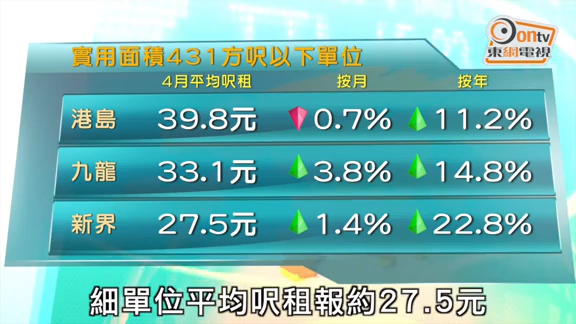 ontv
東網電視
實用面積431方呎以下單位
4月平均呎租 按月 按年
港島 39.8元 0.7% 11.2%
九龍 33.1元 3.8% 14.8%
新界 27.5元 1.4% 22.8%
細單位平均呎租報約27.5元